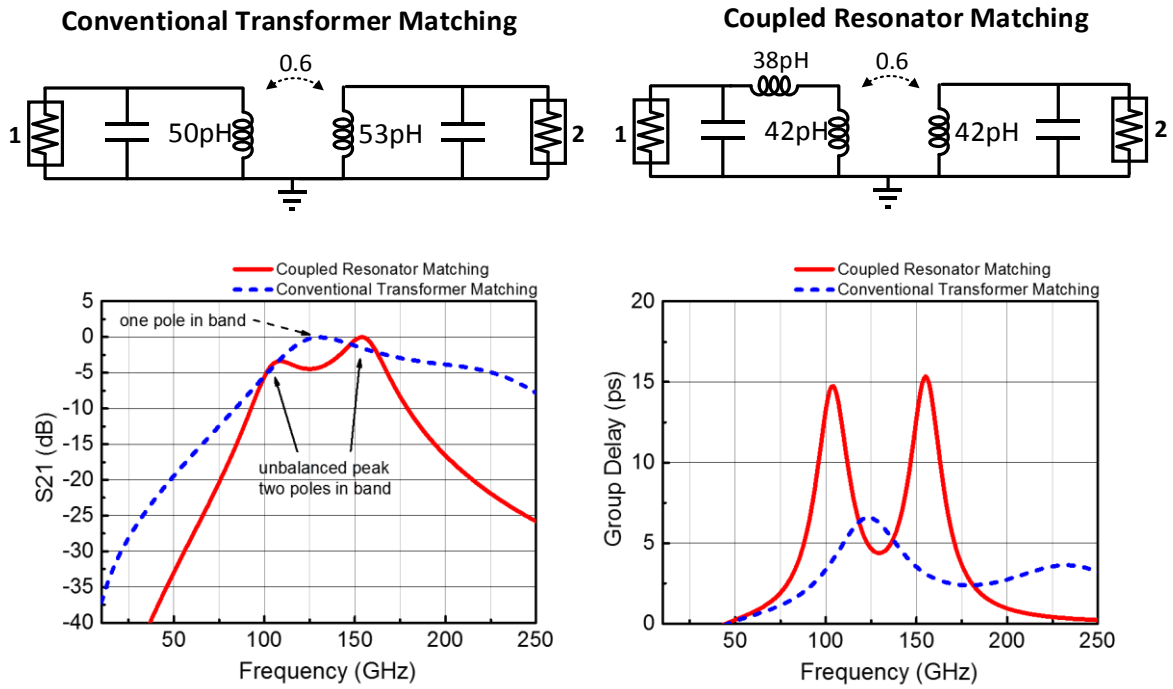 Conventional Transformer Matching
Coupled Resonator Matching
0.6
1
50pH
53pH
2
38pH
0.6
1
42pH
42pH
2
Coupled Resonator Matching
Conventional Transformer Matching
one pole in band
unbalanced peak
two poles in band
S21 (dB)
5
0
-5
-10
-15
-20
-25
-30
-35
-40
50
100
150
200
250
Frequency (GHz)
Coupled Resonator Matching
Conventional Transformer Matching
Group Delay (ps)
20
15
10
5
0
50
100
150
200
250
Frequency (GHz)